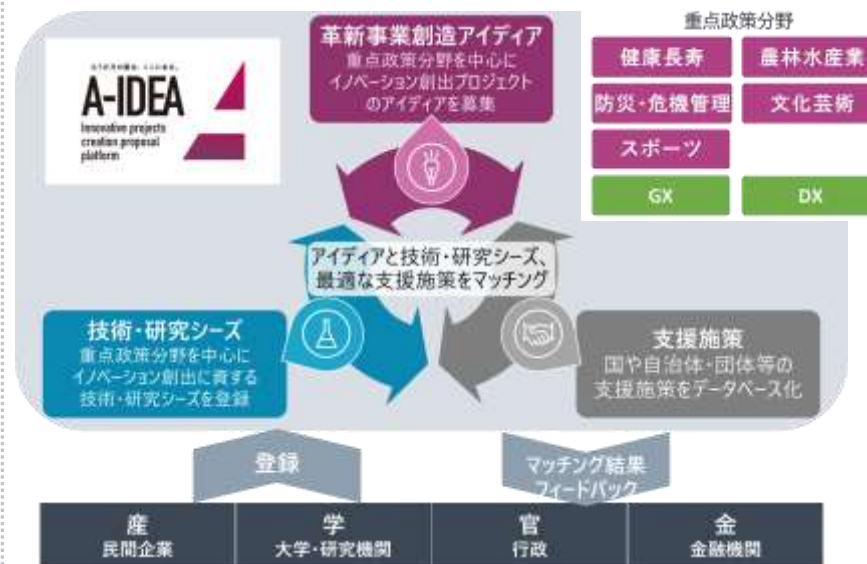 革新事業創造アイディア
重点政策分野を中心に
イノベーション創出プロジェクト
のアイディアを募集
A-IDEA
Innovative projects
creation proposal
platform
重点政策分野
健康長寿
農林水産業
防災・危機管理
文化芸術
スポーツ
GX
DX
アイディアと技術・研究シーズ、
最適な支援施策をマッチング
技術・研究シーズ
重点政策分野を中心に
イノベーション創出に資する
技術・研究シーズを登録
支援施策
国や自治体・団体等の
支援施策をデータベース化
登録
マッチング結果
フィードバック
産
民間企業
学
大学・研究機関
官
行政
金
金融機関